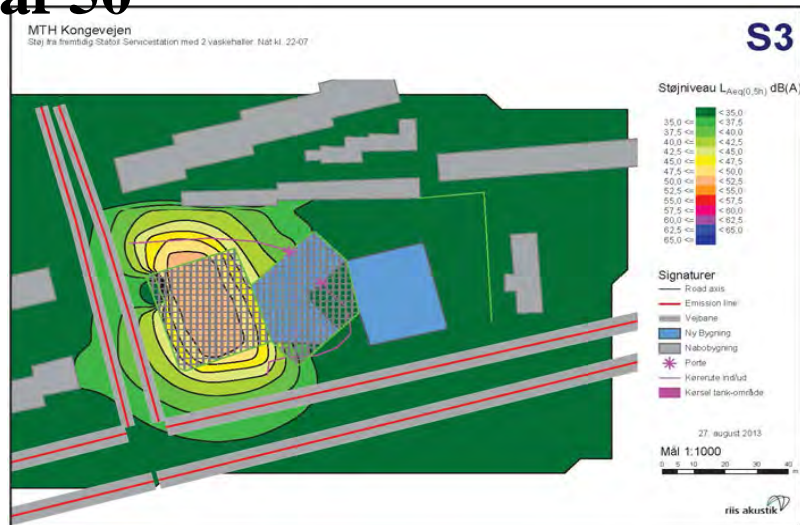 år 50
MTH Kongevejen
Støj fra fremtidig Statoil Servicestation med 2 vaskehaller. Nat kl. 22-07
S3
Støjniveau LAeq(0,5h) dB(A)
< 35,0
35,0 <= < 37,5
37,5 <= < 40,0
40,0 <= < 42,5
42,5 <= < 45,0
45,0 <= < 47,5
47,5 <= < 50,0
50,0 <= < 52,5
52,5 <= < 55,0
55,0 <= < 57,5
57,5 <= < 60,0
60,0 <= < 62,5
62,5 <= < 65,0
65,0 <=
Signaturer
Road axis
Emission line
Vejbane
Ny Bygning
Nabobygning
Porte
Kørerute ind/ud
Kørsel tank-område
27. august 2013
Mål 1:1000
0 5 10 20 30 40
m
riis akustik